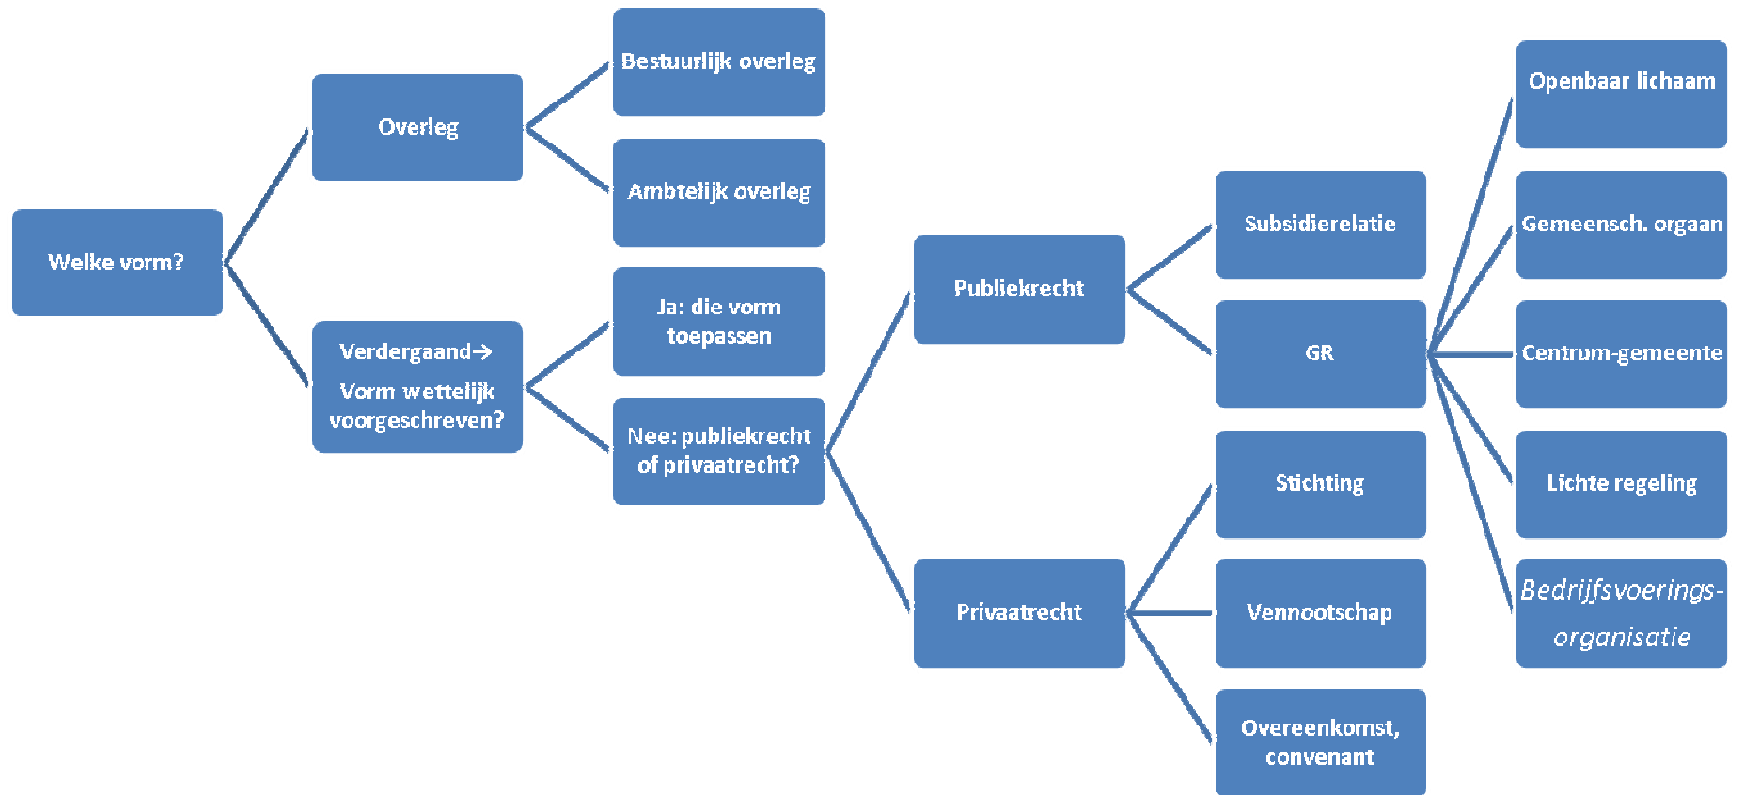 Welke vorm?
Overleg
Verdergaand→
Vorm wettelijk
voorgeschreven?
Bestuurlijk overleg
Ambtelijk overleg
Ja: die vorm
toepassen
Nee: publiekrecht
of privaatrecht?
Publiekrecht
Privaatrecht
Subsidierelatie
GR
Stichting
Vennootschap
Overeenkomst,
convenant
Openbaar lichaam
Gemeensch. orgaan
Centrum-gemeente
Lichte regeling
Bedrijfsvoerings-
organisatie